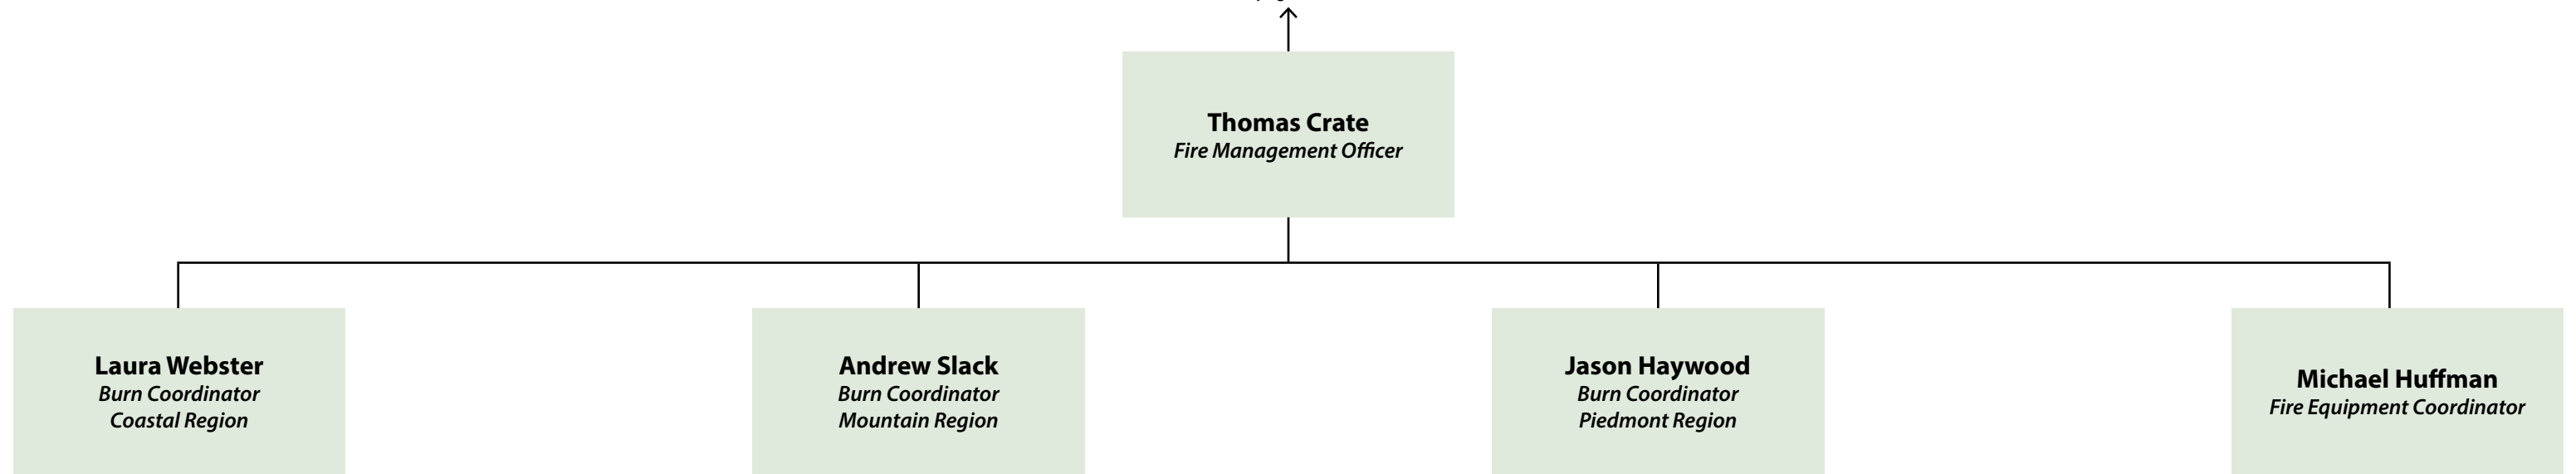 Thomas Crate
Fire Management Officer
Laura Webster
Burn Coordinator
Coastal Region
Andrew Slack
Burn Coordinator
Mountain Region
Jason Haywood
Burn Coordinator
Piedmont Region
Michael Huffman
Fire Equipment Coordinator